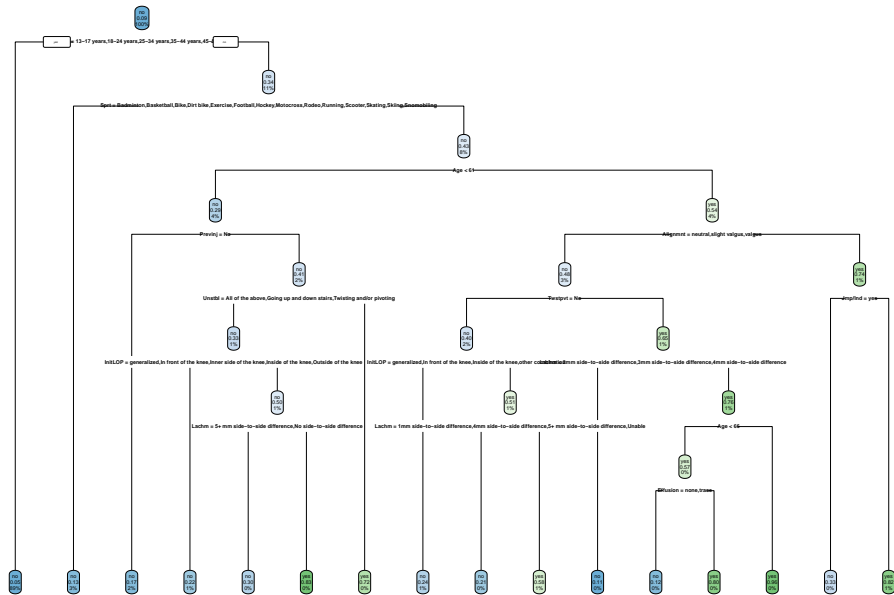 no
0.08
100%
13−17 years,18−24 years,25−34 years,35−44 years,45−
no
0.34
11%
Sprt = Badminton,Basketball,Bike,Dirt bike,Exercise,Football,Hockey,Motocross,Rodeo,Running,Scooter,Skating,Skiing,Snomobiling
no
0.43
8%
Age < 61
no
0.29
4%
yes
0.54
4%
PrevInj = No
Alignmnt = neutral,slight valgus,valgus
no
0.41
2%
no
0.48
3%
yes
0.74
1%
Unstbl = All of the above,Going up and down stairs,Twisting and/or pivoting
Twstpvt = No
JmpInd = yes
no
0.33
1%
no
0.40
2%
yes
0.65
1%
InitLOP = generalized,In front of the knee,Inner side of the knee,Inside of the knee,Outside of the knee
InitLOP = generalized,In front of the knee,Inside of the knee,other
mm side−to−side difference,3mm side−to−side difference,4mm side−to−side difference
no
0.50
1%
yes
0.51
1%
yes
0.76
1%
Lachm = 5+ mm side−to−side difference,No side−to−side difference
Lachm = 1mm side−to−side difference,4mm side−to−side difference,5+ mm side−to−side difference,Unable
Age < 65
yes
0.57
0%
Effusion = none,trace
no
0.05
89%
no
0.13
3%
no
0.17
2%
no
0.22
1%
no
0.30
0%
yes
0.83
0%
yes
0.72
0%
no
0.24
1%
no
0.21
0%
yes
0.58
1%
no
0.11
0%
no
0.12
0%
yes
0.80
0%
yes
0.96
0%
no
0.33
0%
yes
0.82
1%